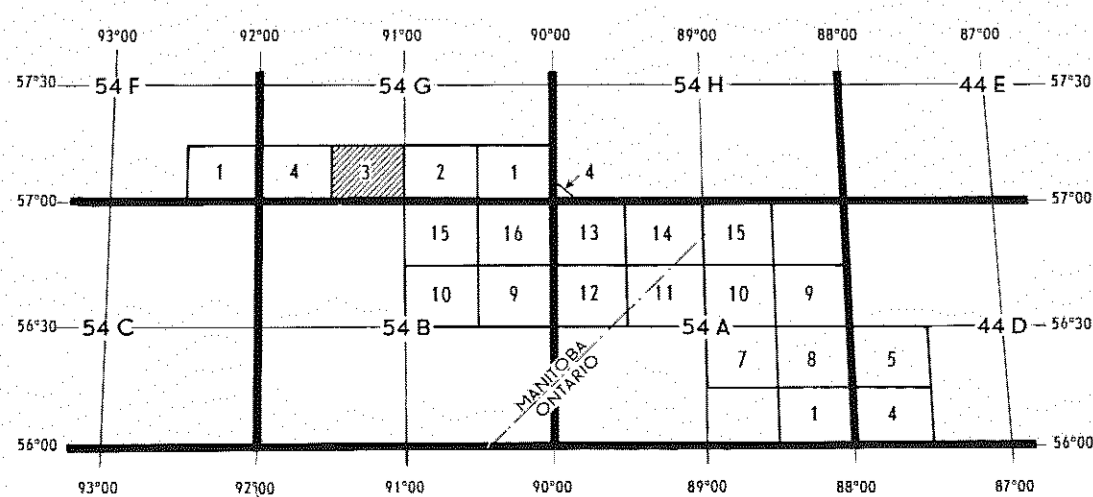 93°00 92°00 91°00 90°00 89°00 88°00 87°00
57°30 54 F 54 G 54 H 44 E 57°30
1 4 3 2 1 4
57°00 57°00
15 16 13 14 15
10 9 12 11 10 9
56°30 54 C 54 B 54 A 44 D 56°30
7 8 5
MANITOBA
ONTARIO
1 4
56°00 56°00
93°00 92°00 91°00 90°00 89°00 88°00 87°00